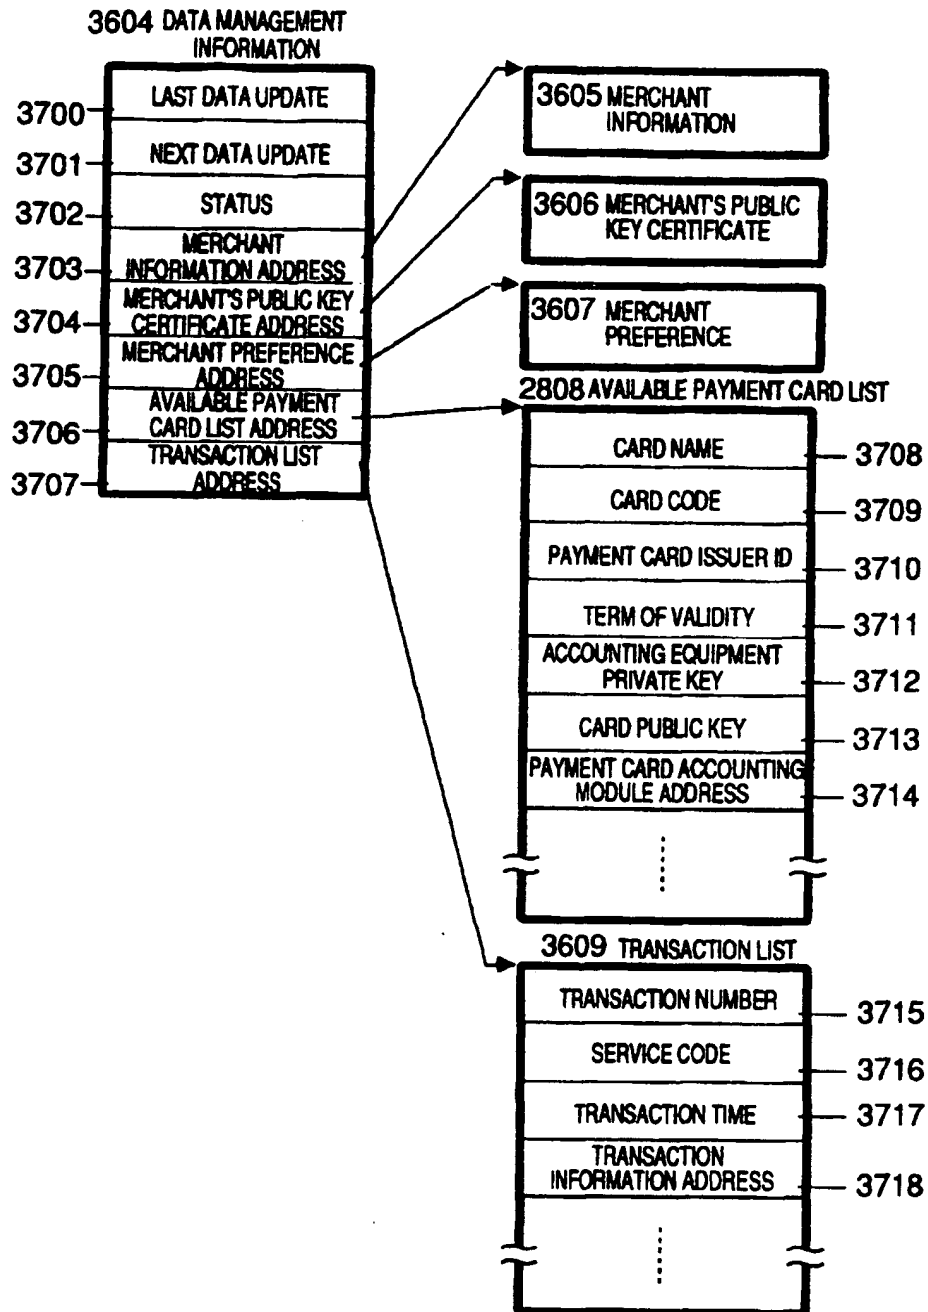 3604 DATA MANAGEMENT
INFORMATION
3700 LAST DATA UPDATE
3701 NEXT DATA UPDATE
3702 STATUS
3703 MERCHANT
INFORMATION ADDRESS
3704 MERCHANT'S PUBLIC KEY
CERTIFICATE ADDRESS
3705 MERCHANT PREFERENCE
ADDRESS
3706 AVAILABLE PAYMENT
CARD LIST ADDRESS
3707 TRANSACTION LIST
ADDRESS
3605 MERCHANT
INFORMATION
3606 MERCHANT'S PUBLIC
KEY CERTIFICATE
3607 MERCHANT
PREFERENCE
2808 AVAILABLE PAYMENT CARD LIST
CARD NAME 3708
CARD CODE 3709
PAYMENT CARD ISSUER ID 3710
TERM OF VALIDITY 3711
ACCOUNTING EQUIPMENT
PRIVATE KEY 3712
CARD PUBLIC KEY 3713
PAYMENT CARD ACCOUNTING
MODULE ADDRESS 3714
3609 TRANSACTION LIST
TRANSACTION NUMBER 3715
SERVICE CODE 3716
TRANSACTION TIME 3717
TRANSACTION
INFORMATION ADDRESS 3718